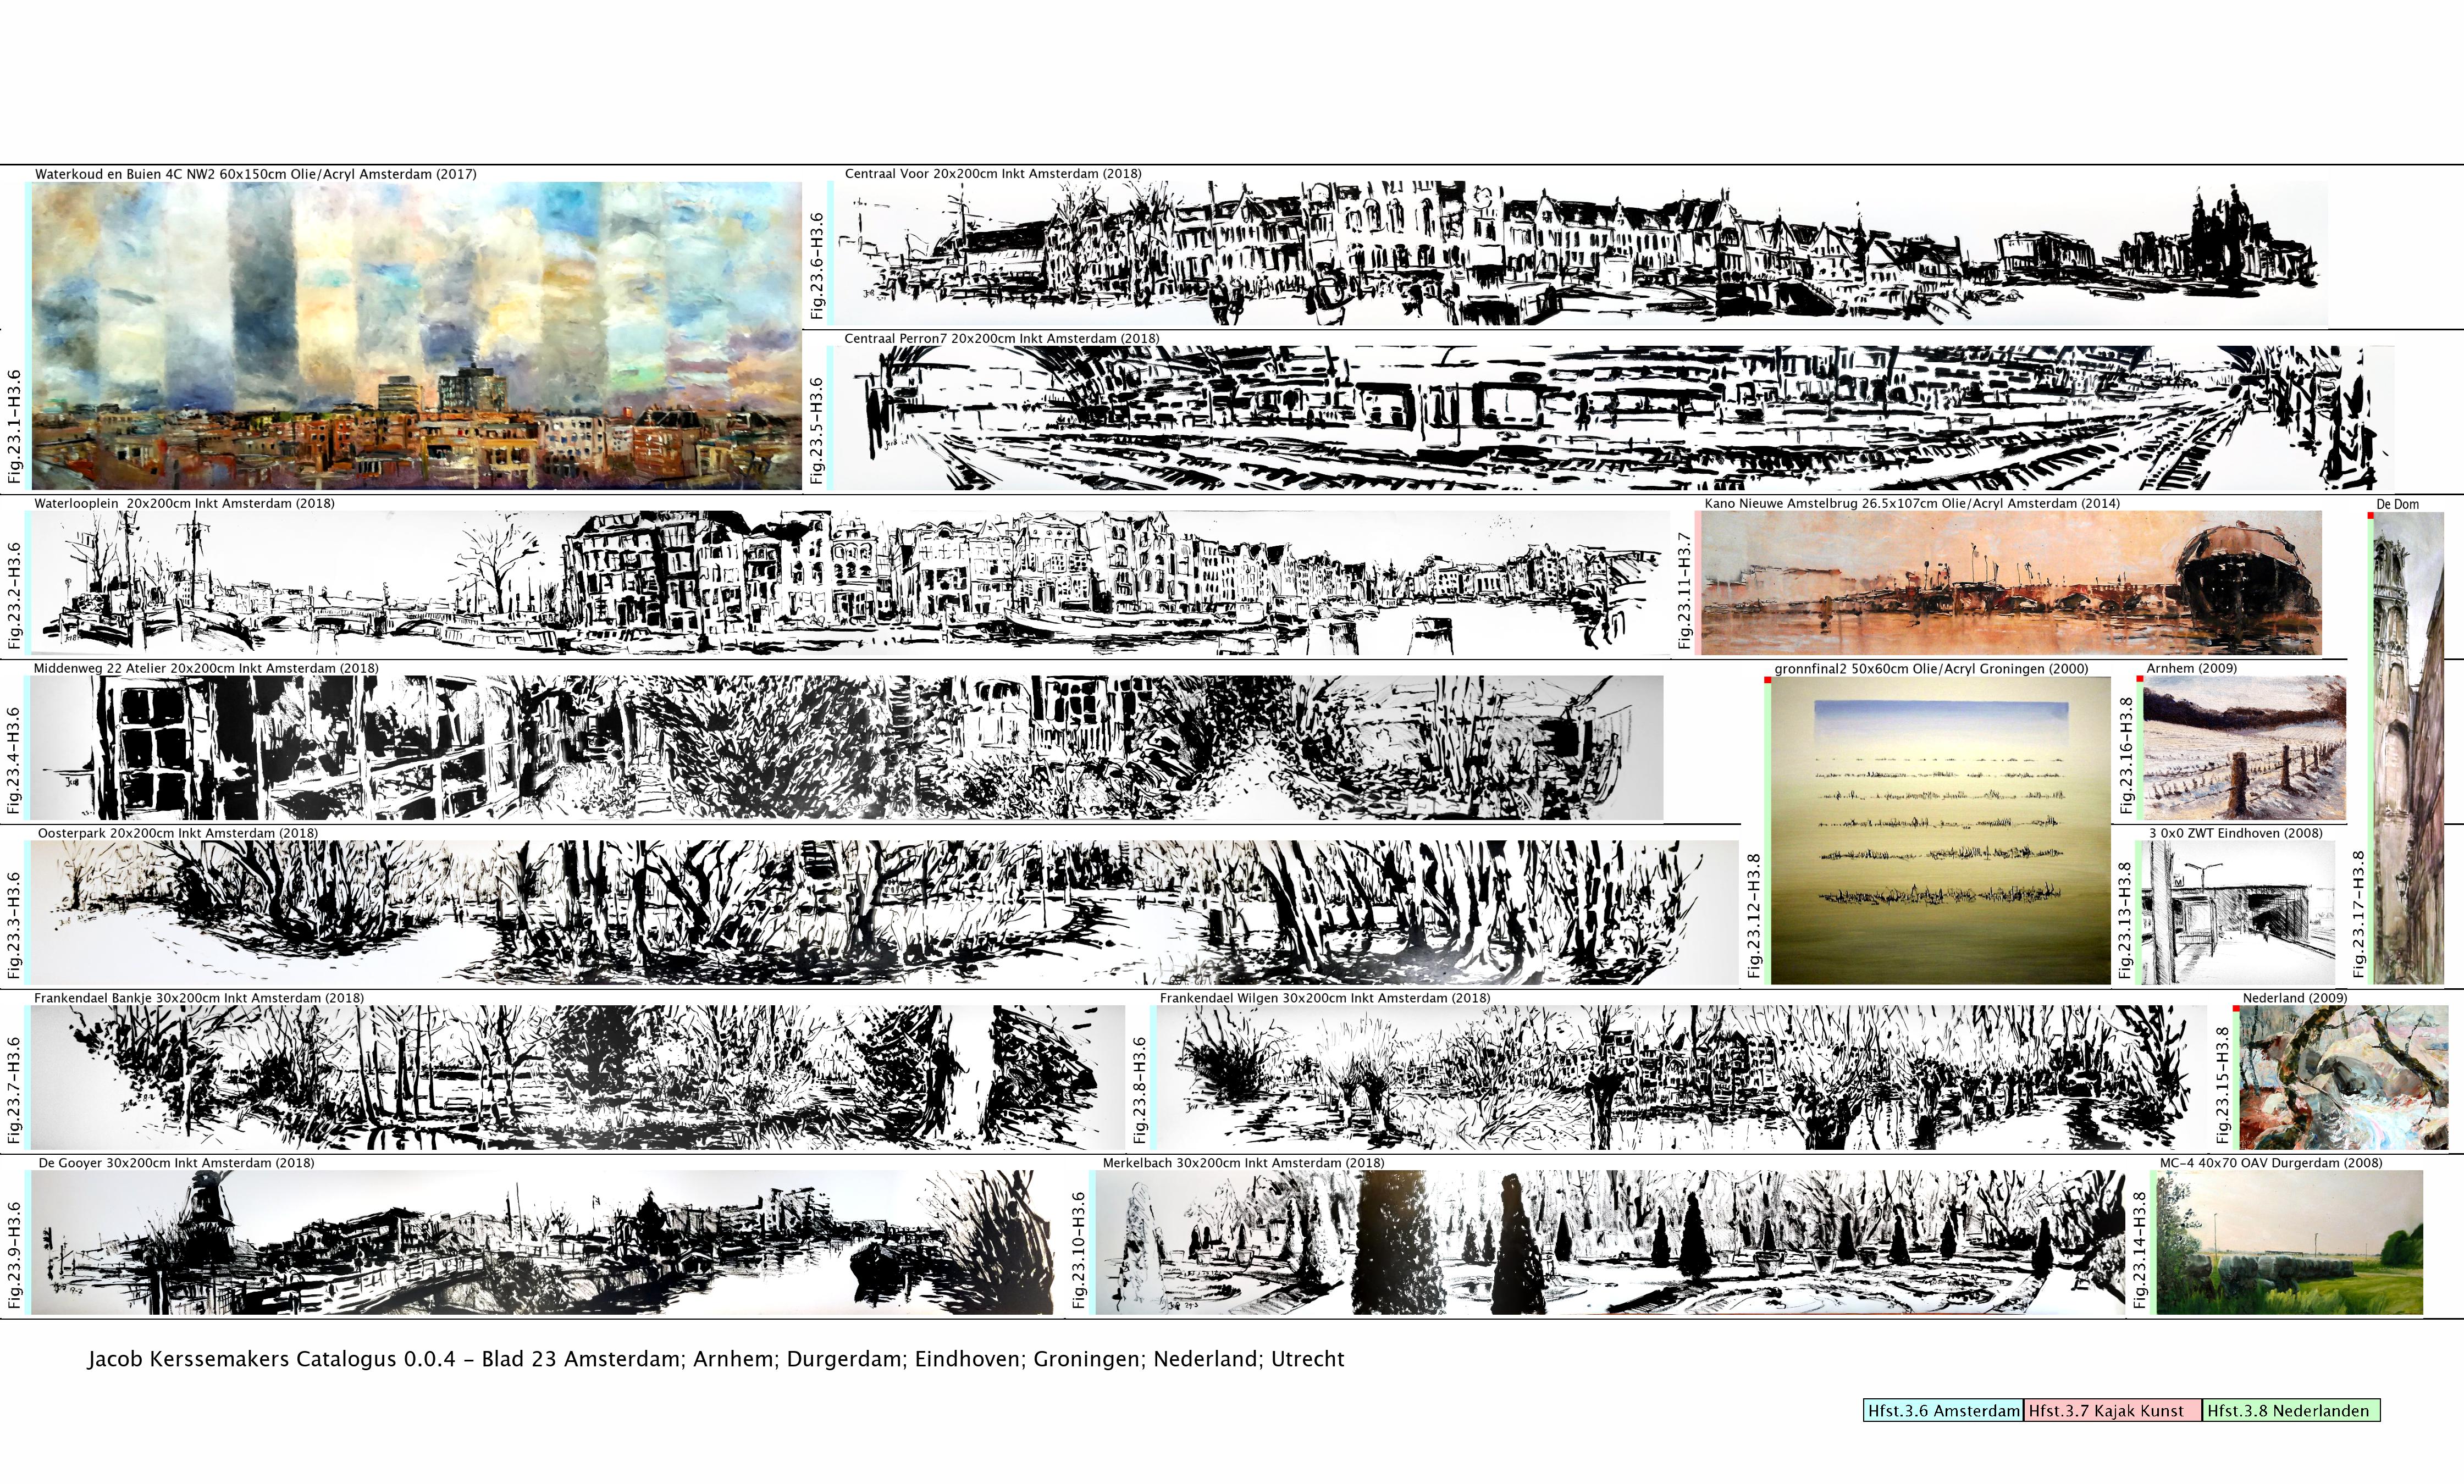 Waterkoud en Buien 4C NW2 60x150cm Olie/Acryl Amsterdam (2017)
Fig.23.1-H3.6
Centraal Voor 20x200cm Inkt Amsterdam (2018)
Fig.23.6-H3.6
Centraal Perron7 20x200cm Inkt Amsterdam (2018)
Fig.23.5-H3.6
Waterlooplein 20x200cm Inkt Amsterdam (2018)
Fig.23.2-H3.6
Kano Nieuwe Amstelbrug 26.5x107cm Olie/Acryl Amsterdam (2014)
Fig.23.11-H3.7
De Dom
Fig.23.17-H3.8
Middenweg 22 Atelier 20x200cm Inkt Amsterdam (2018)
Fig.23.4-H3.6
gronnfinal2 50x60cm Olie/Acryl Groningen (2000)
Fig.23.12-H3.8
Arnhem (2009)
Fig.23.16-H3.8
Oosterpark 20x200cm Inkt Amsterdam (2018)
Fig.23.3-H3.6
3 0x0 ZWT Eindhoven (2008)
Fig.23.13-H3.8
Frankendael Bankje 30x200cm Inkt Amsterdam (2018)
Fig.23.7-H3.6
Frankendael Wilgen 30x200cm Inkt Amsterdam (2018)
Fig.23.8-H3.6
Nederland (2009)
Fig.23.15-H3.8
De Gooyer 30x200cm Inkt Amsterdam (2018)
Fig.23.9-H3.6
Merkelbach 30x200cm Inkt Amsterdam (2018)
Fig.23.10-H3.6
MC-4 40x70 OAV Durgerdam (2008)
Fig.23.14-H3.8
Jacob Kerssemakers Catalogus 0.0.4 - Blad 23 Amsterdam; Arnhem; Durgerdam; Eindhoven; Groningen; Nederland; Utrecht
Hfst.3.6 Amsterdam
Hfst.3.7 Kajak Kunst
Hfst.3.8 Nederlanden